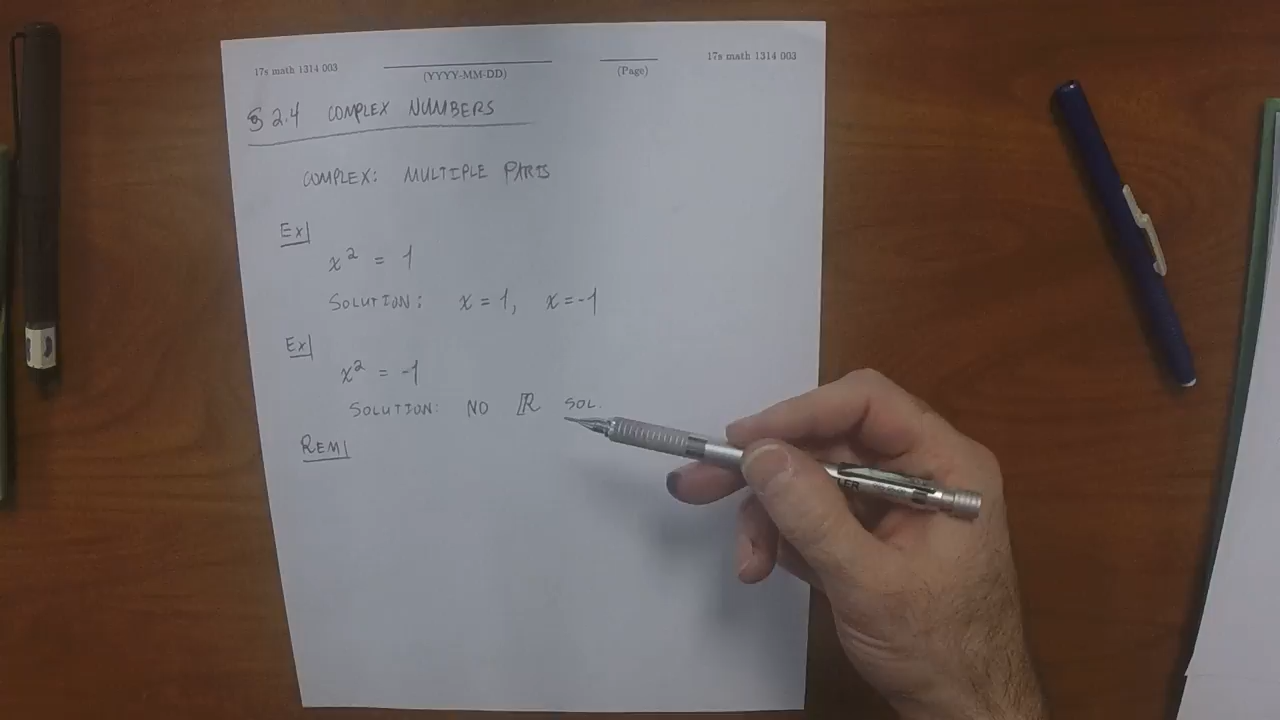 17s math 1314 003 (YYYY-MM-DD) (Page) 17s math 1314 003
§ 2.4 COMPLEX NUMBERS
COMPLEX: MULTIPLE PARTS
Ex
x² = 1
SOLUTION: x = 1, x = -1
Ex
x² = -1
SOLUTION: NO ℝ SOL.
REM